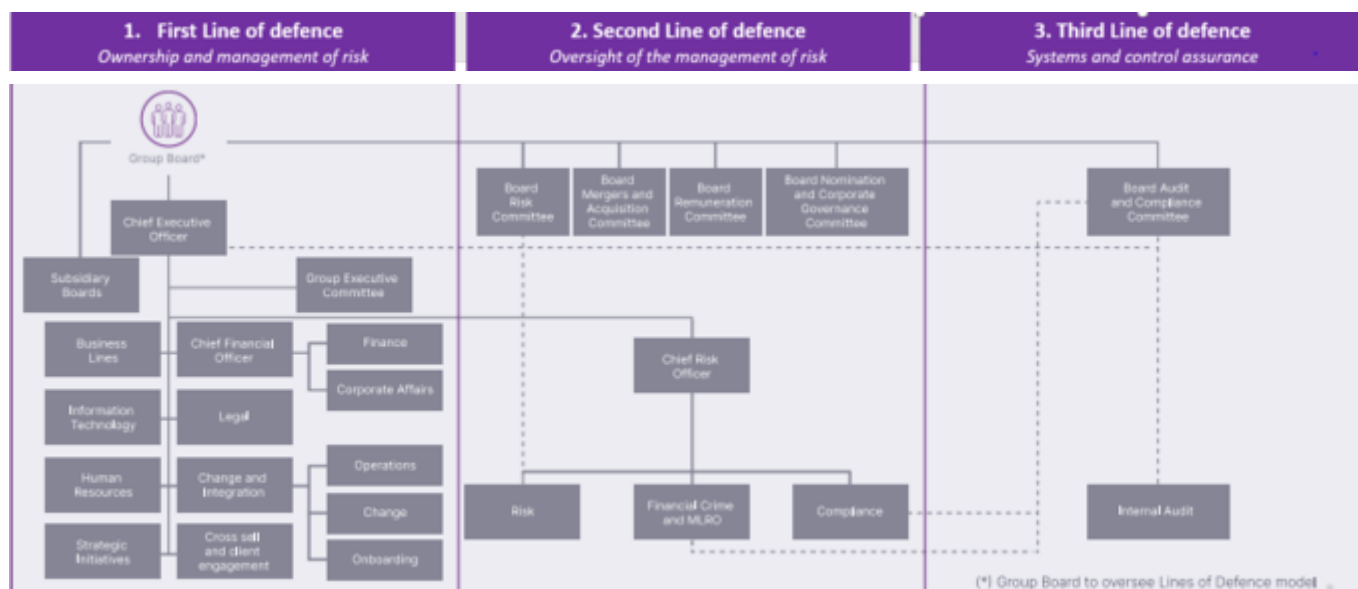 1. First Line of defence
Ownership and management of risk
2. Second Line of defence
Oversight of the management of risk
3. Third Line of defence
Systems and control assurance
Group Board*
Chief Executive
Officer
Subsidiary
Boards
Group Executive
Committee
Business
Lines
Chief Financial
Officer
Finance
Corporate Affairs
Information
Technology
Legal
Human
Resources
Change and
Integration
Operations
Change
Onboarding
Strategic
Initiatives
Cross sell
and client
engagement
Board
Risk
Committee
Board
Mergers and
Acquisition
Committee
Board
Remuneration
Committee
Board Nomination
and Corporate
Governance
Committee
Chief Risk
Officer
Risk
Financial Crime
and MLRO
Compliance
Board Audit
and Compliance
Committee
Internal Audit
(*) Group Board to oversee Lines of Defence model